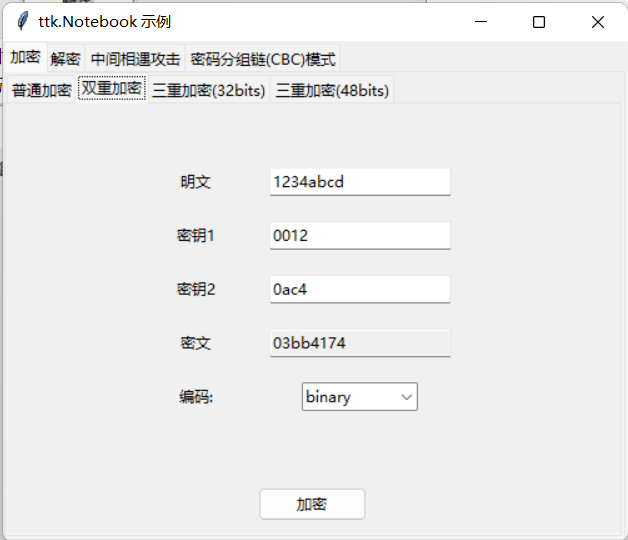 ttk.Notebook 示例
加密 解密 中间相遇攻击 密码分组链(CBC)模式
普通加密 双重加密 三重加密(32bits) 三重加密(48bits)
明文 1234abcd
密钥1 0012
密钥2 0ac4
密文 03bb4174
编码: binary
加密